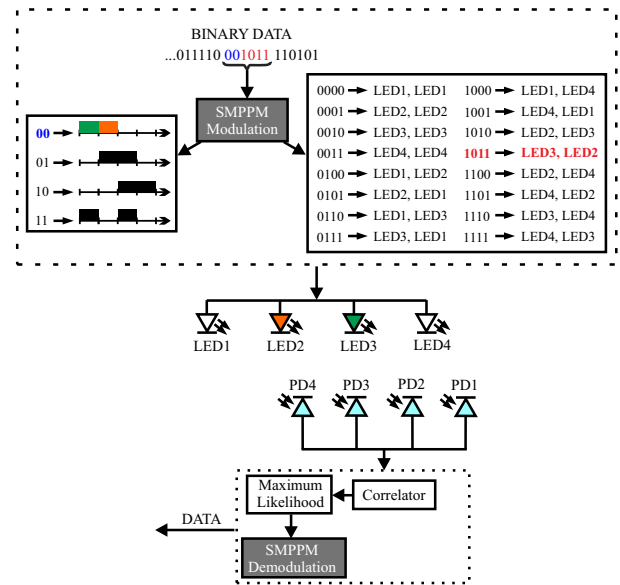 BINARY DATA
...011110 001011 110101
SMPPM
Modulation
00
01
10
11
0000 LED1, LED1 1000 LED1, LED4
0001 LED2, LED2 1001 LED4, LED1
0010 LED3, LED3 1010 LED2, LED3
0011 LED4, LED4 1011 LED3, LED2
0100 LED1, LED2 1100 LED2, LED4
0101 LED2, LED1 1101 LED4, LED2
0110 LED1, LED3 1110 LED3, LED4
0111 LED3, LED1 1111 LED4, LED3
LED1 LED2 LED3 LED4
PD4 PD3 PD2 PD1
Maximum
Likelihood
Correlator
DATA
SMPPM
Demodulation